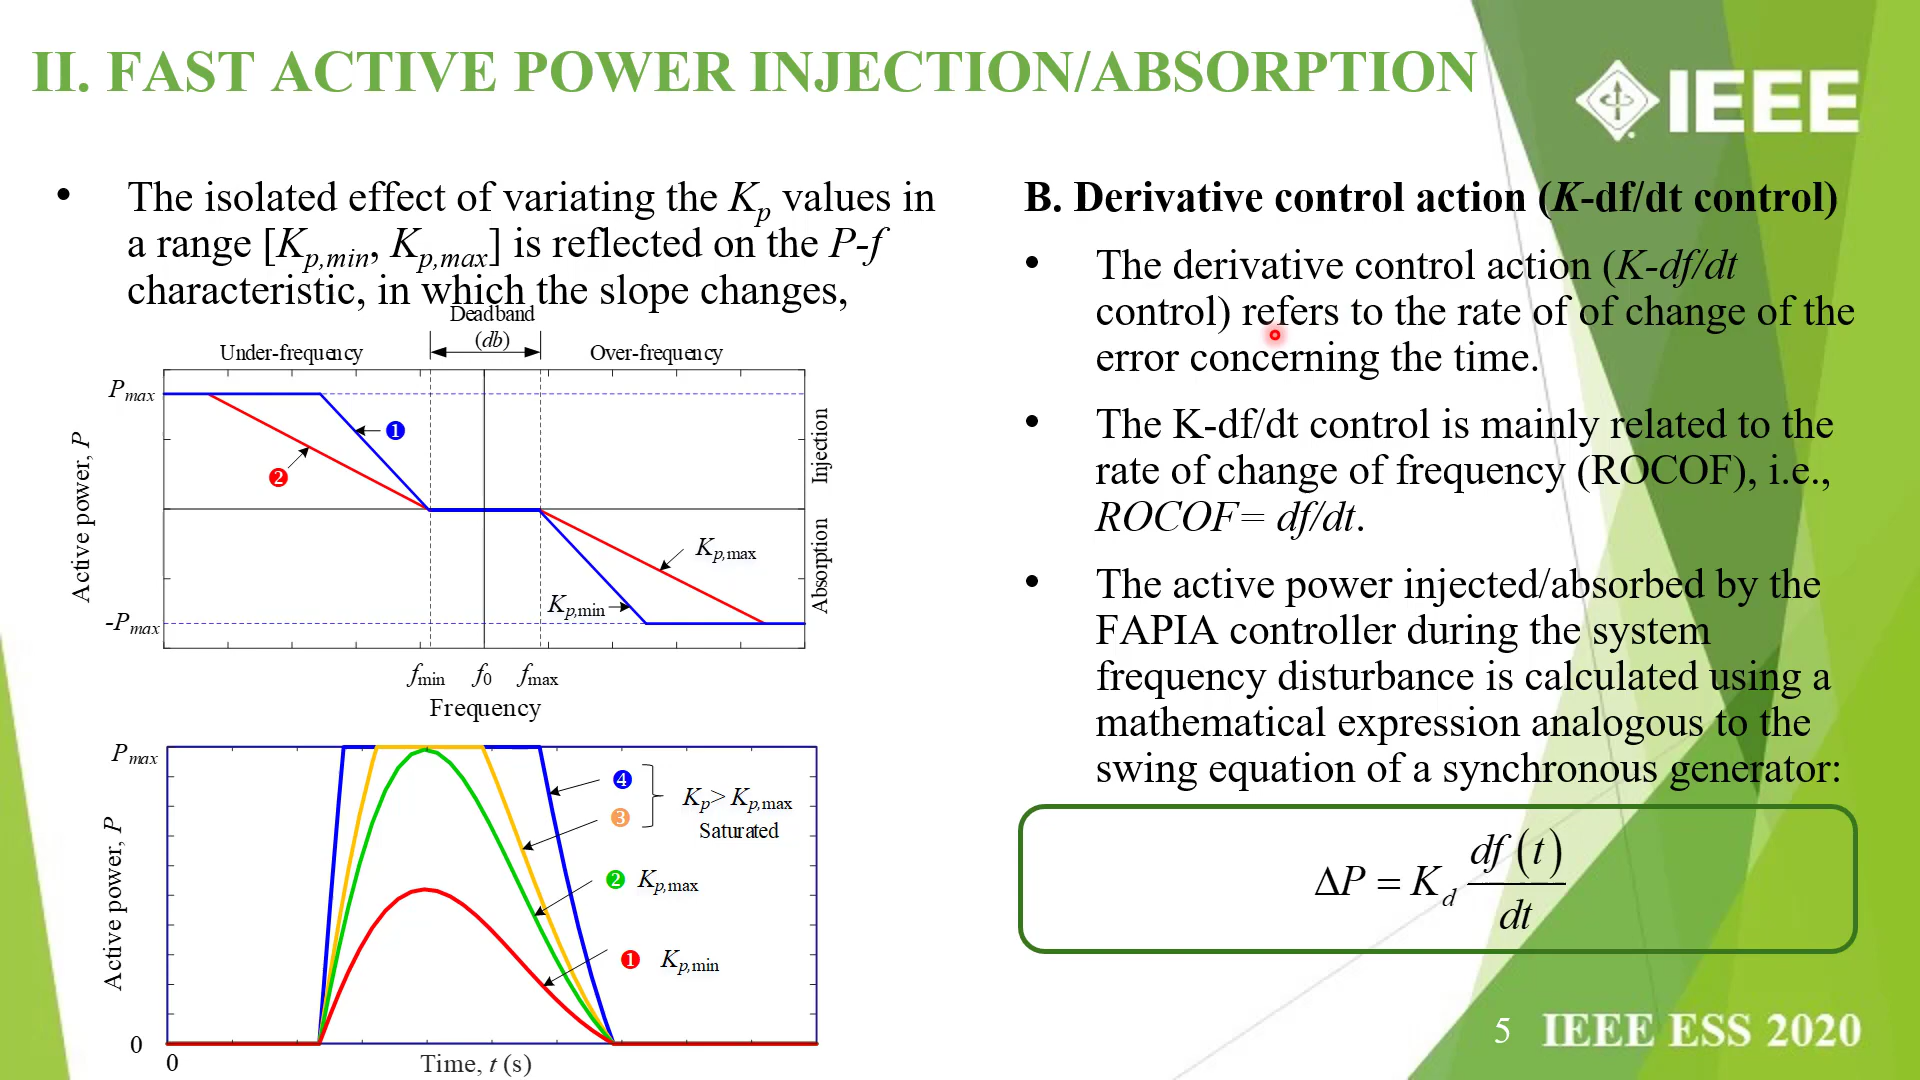 II. FAST ACTIVE POWER INJECTION/ABSORPTION
IEEE
• The isolated effect of variating the Kp values in
a range [Kp,min, Kp,max] is reflected on the P-f
characteristic, in which the slope changes,
Deadband
(db)
Under-frequency
Over-frequency
Pmax
1
2
Active power, P
Injection
Absorption
Kp,max
Kp,min
-Pmax
fmin f0 fmax
Frequency
Pmax
4
3
Kp> Kp,max
Saturated
2 Kp,max
1 Kp,min
Active power, P
0
0
Time, t (s)
B. Derivative control action (K-df/dt control)
• The derivative control action (K-df/dt
control) refers to the rate of of change of the
error concerning the time.
• The K-df/dt control is mainly related to the
rate of change of frequency (ROCOF), i.e.,
ROCOF= df/dt.
• The active power injected/absorbed by the
FAPIA controller during the system
frequency disturbance is calculated using a
mathematical expression analogous to the
swing equation of a synchronous generator:
ΔP = Kd df(t)/dt
5 IEEE ESS 2020